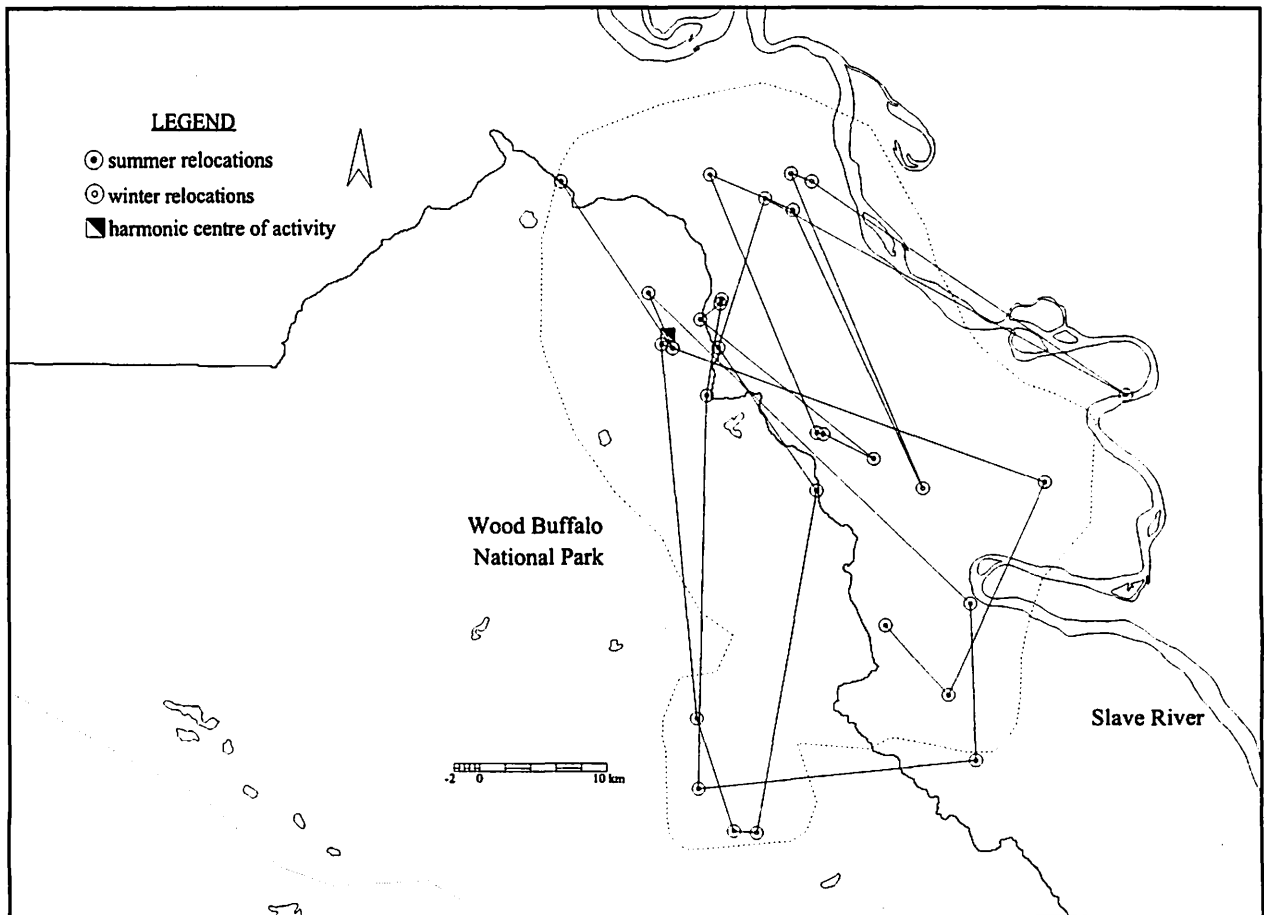 LEGEND
summer relocations
winter relocations
harmonic centre of activity
Wood Buffalo
National Park
Slave River
-2 0 10 km